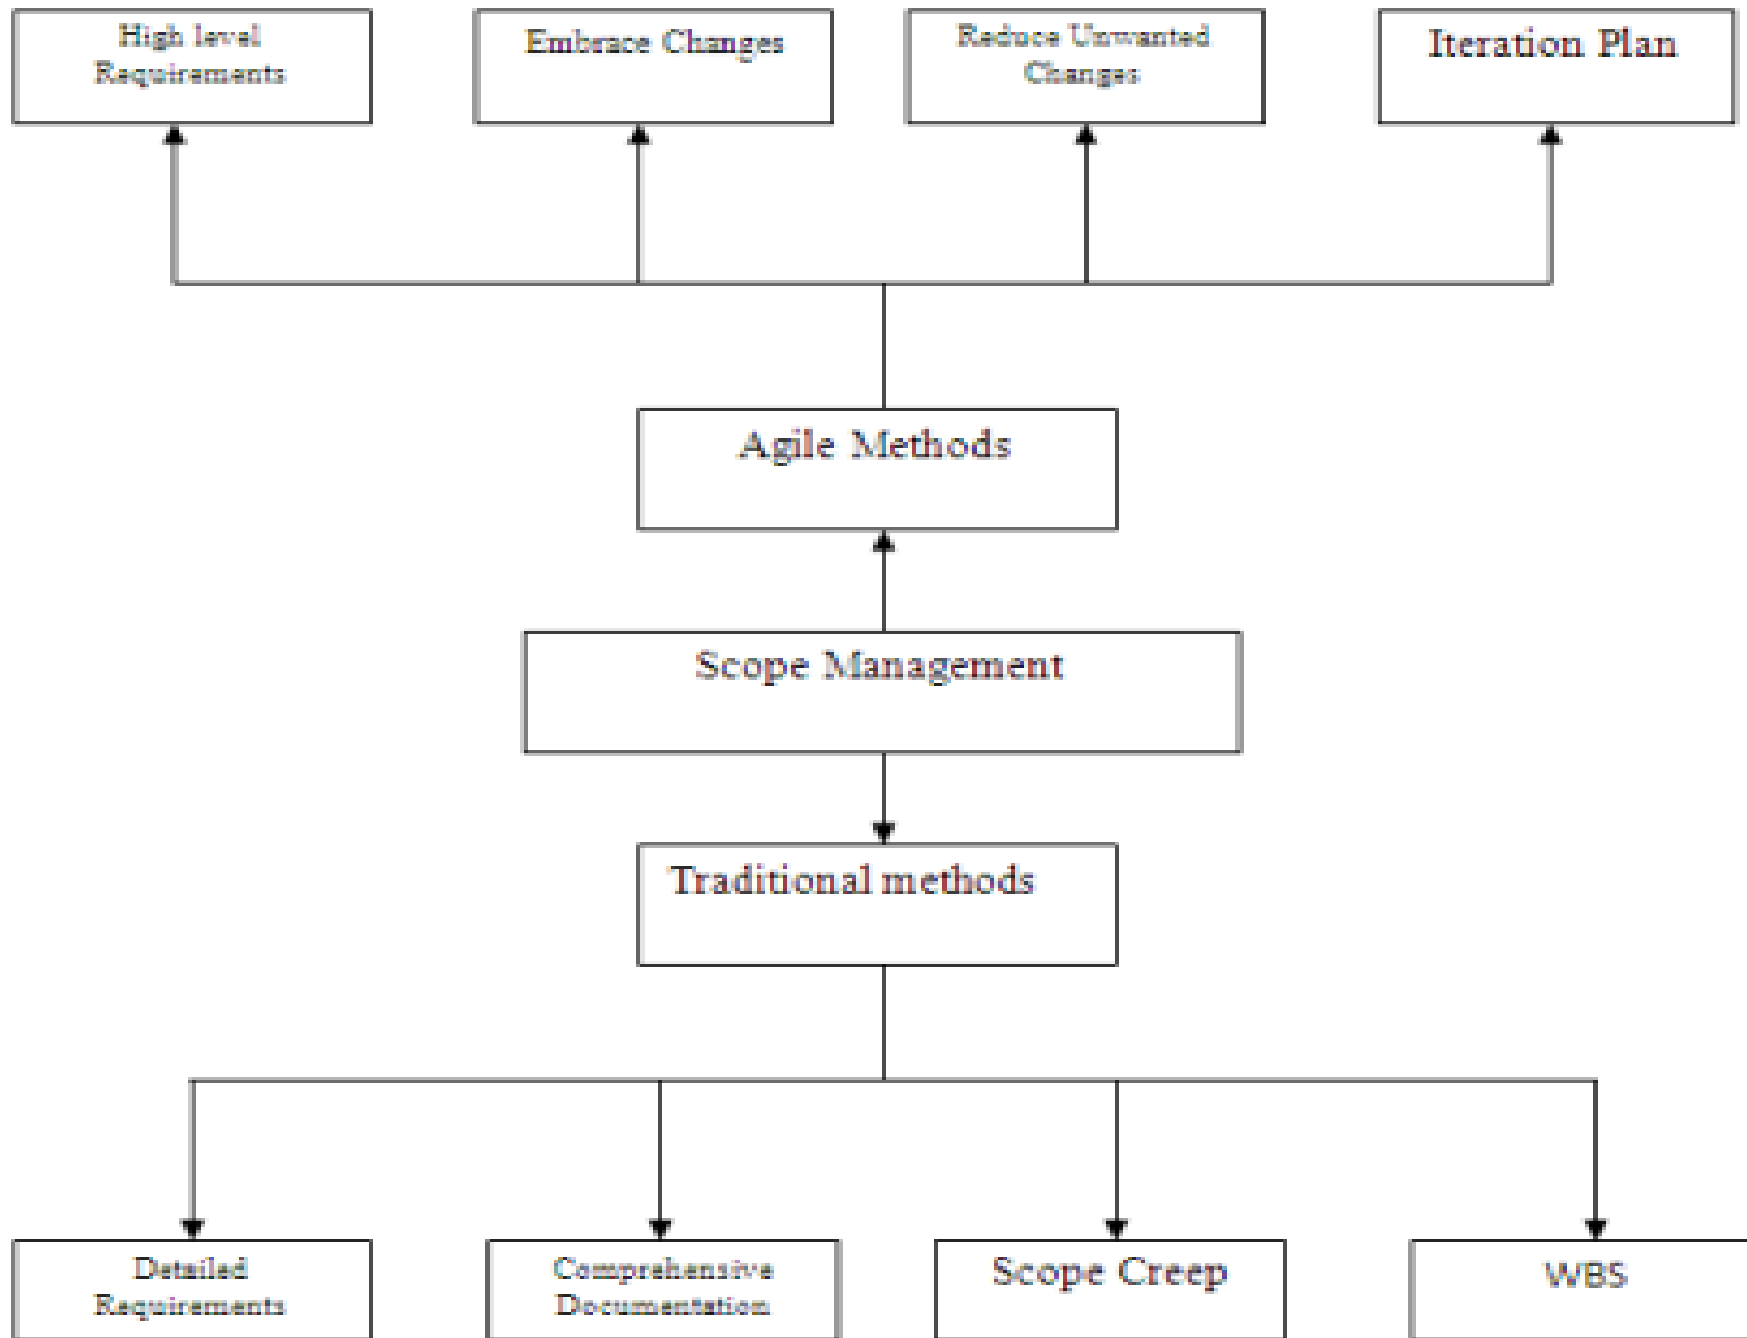 High level
Requirements
Embrace Changes
Reduce Unwanted
Changes
Iteration Plan
Agile Methods
Scope Management
Traditional methods
Detailed
Requirements
Comprehensive
Documentation
Scope Creep
WBS